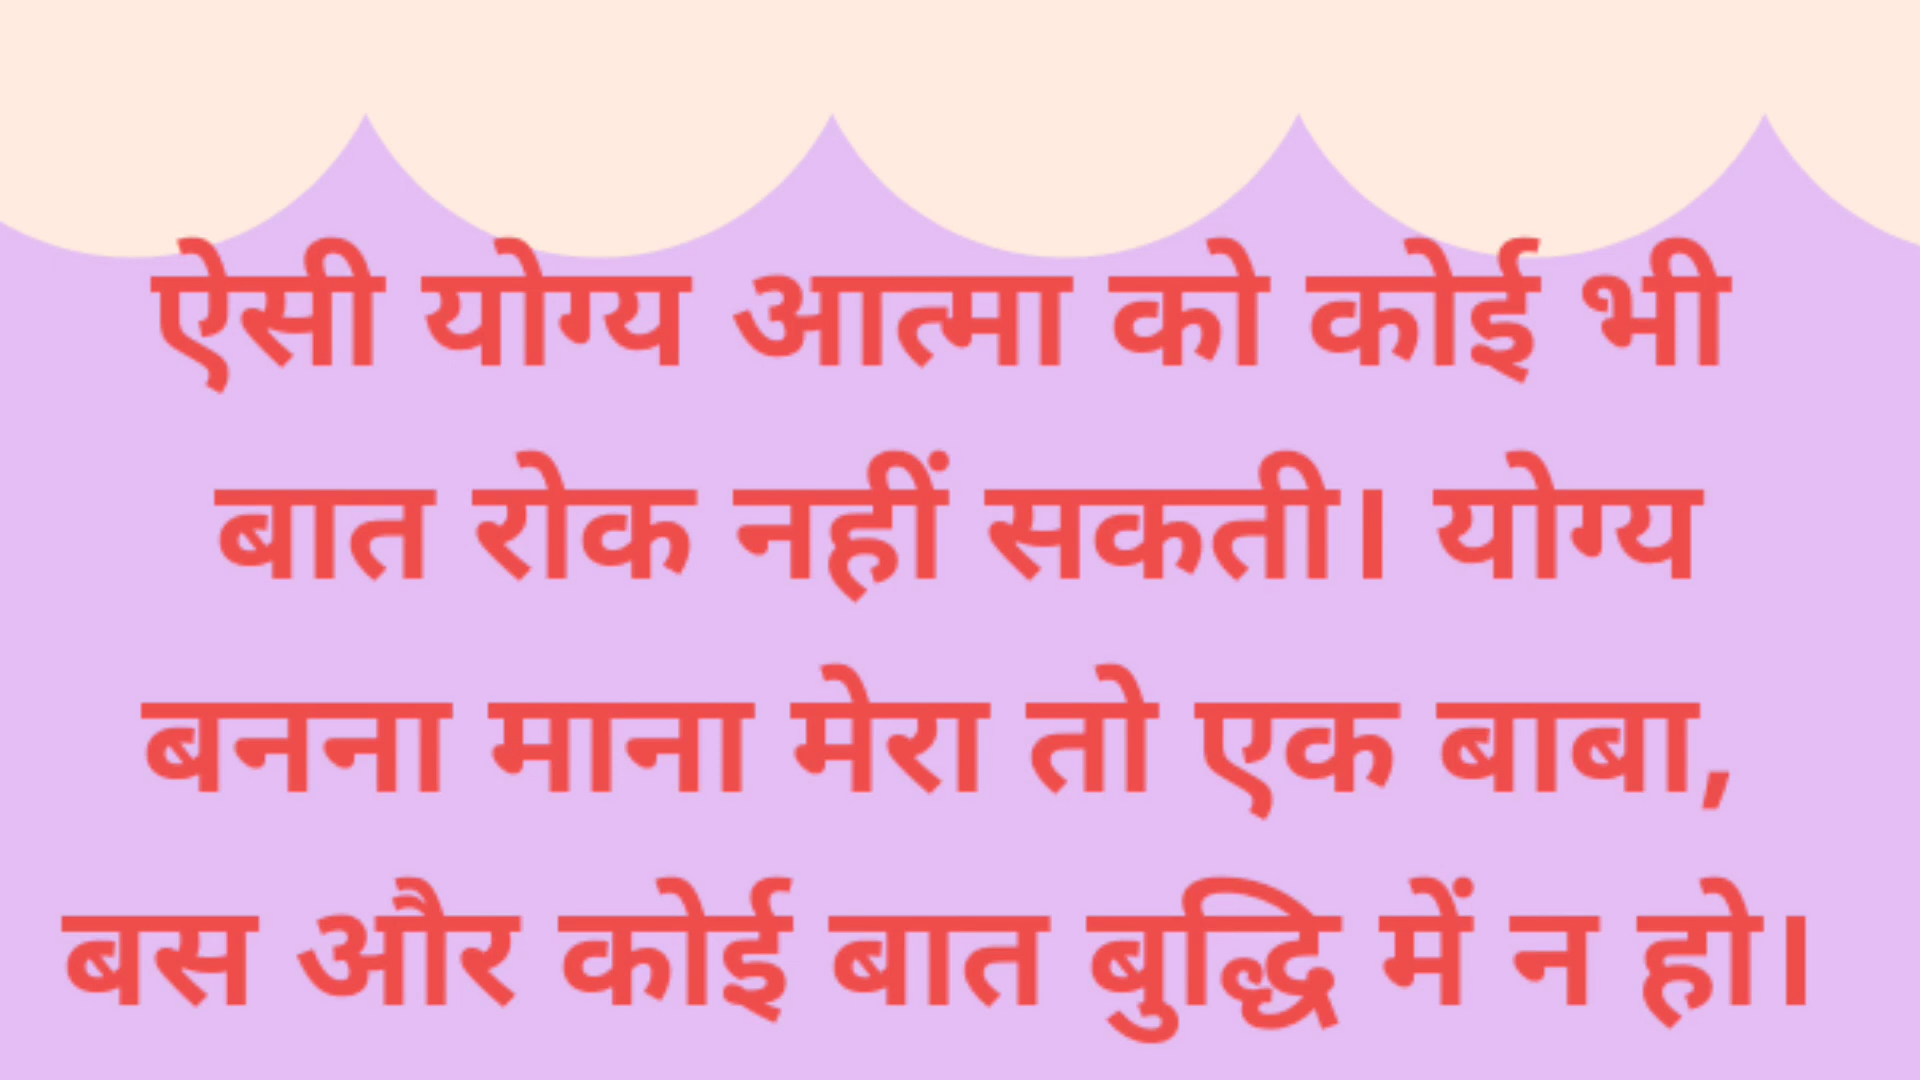 ऐसी योग्य आत्मा को कोई भी
बात रोक नहीं सकती। योग्य
बनना माना मेरा तो एक बाबा,
बस और कोई बात बुद्धि में न हो।